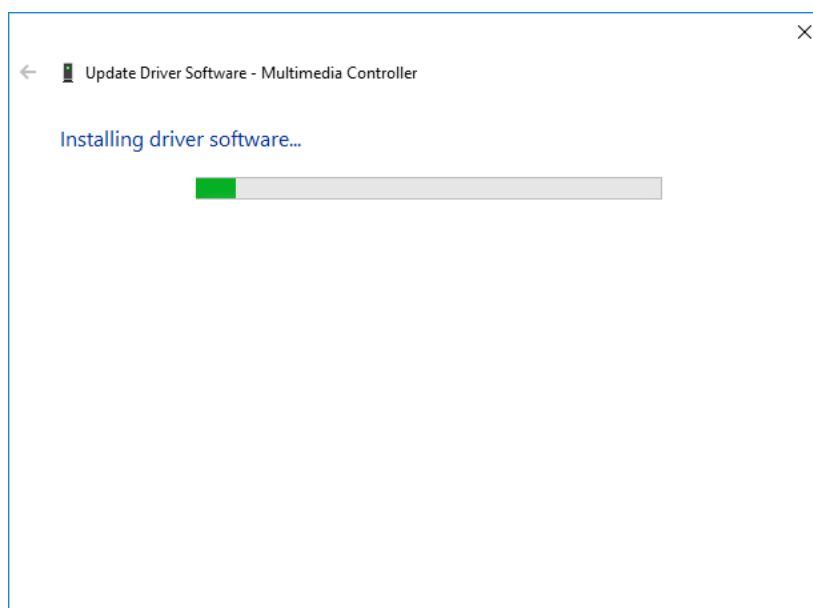 Update Driver Software - Multimedia Controller
Installing driver software...